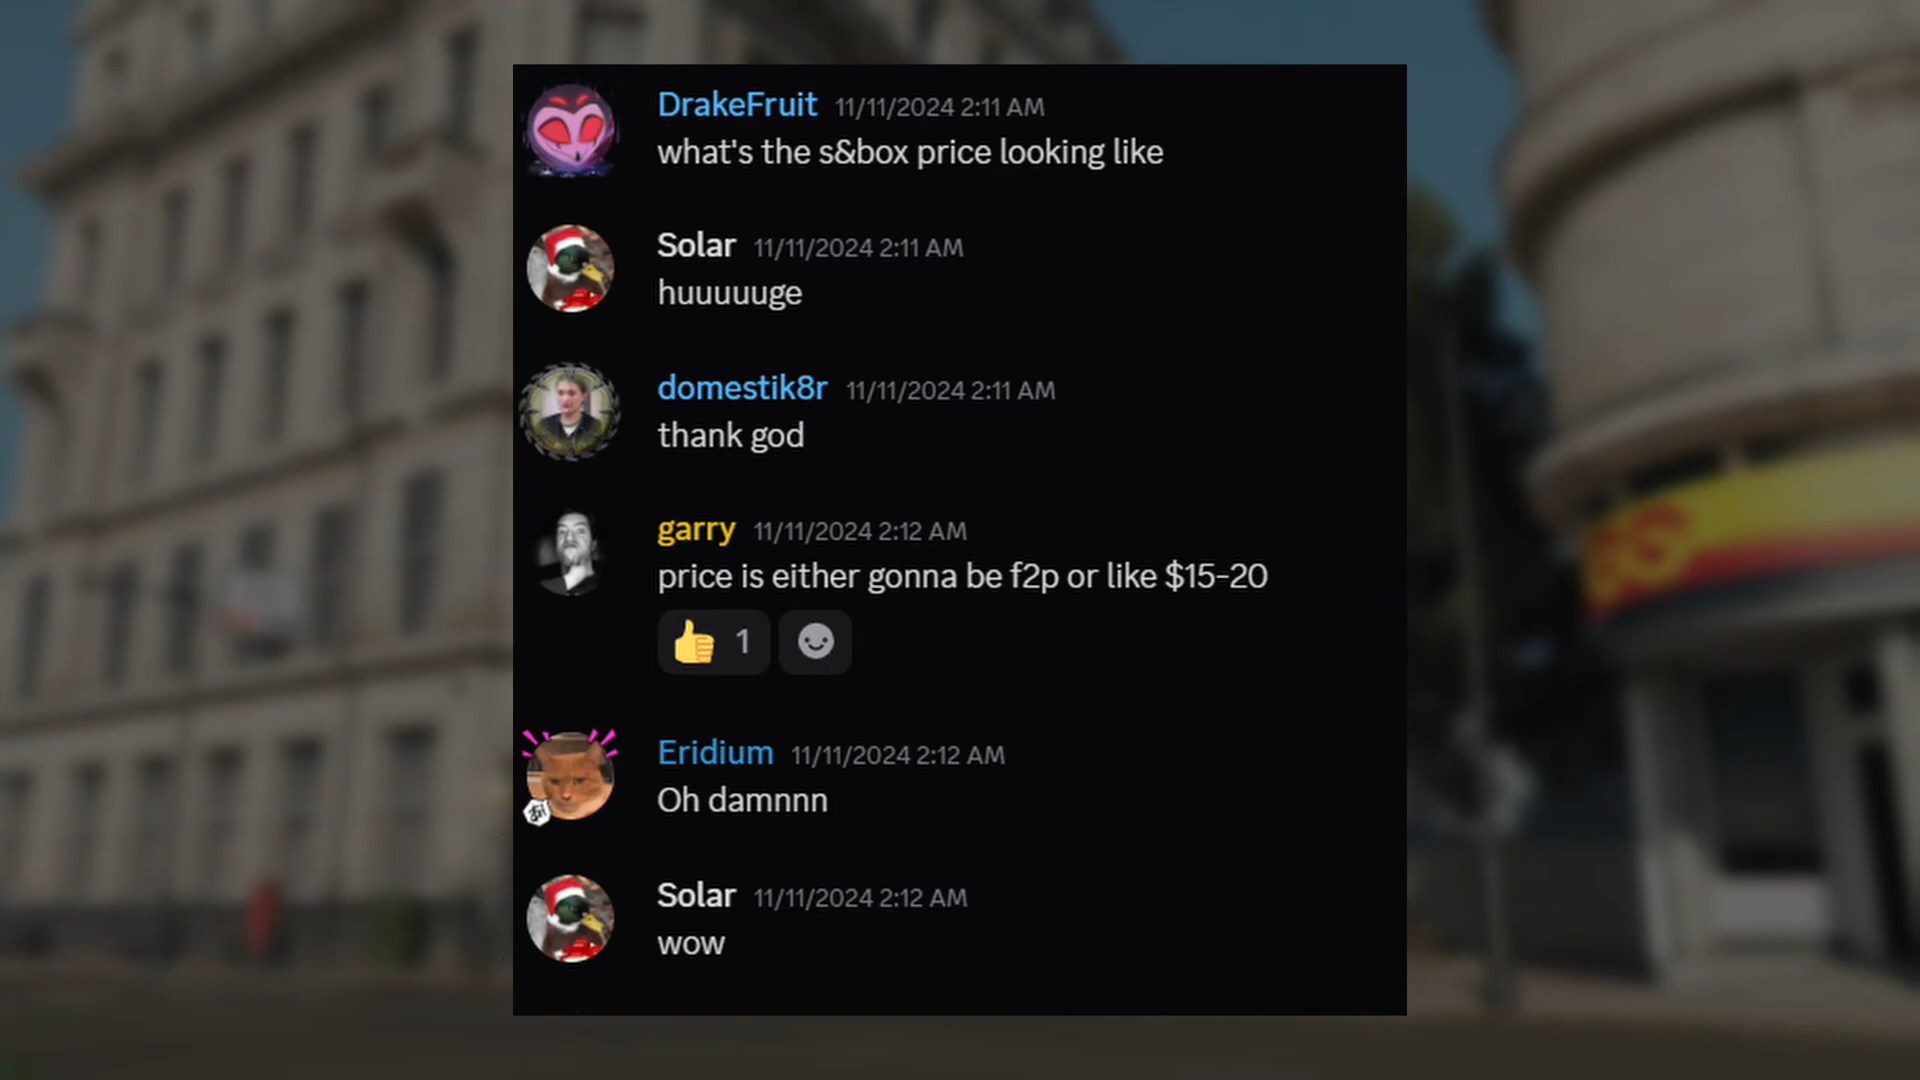 DrakeFruit 11/11/2024 2:11 AM
what's the s&box price looking like
Solar 11/11/2024 2:11 AM
huuuuuge
domestik8r 11/11/2024 2:11 AM
thank god
garry 11/11/2024 2:12 AM
price is either gonna be f2p or like $15-20
👍 1
Eridium 11/11/2024 2:12 AM
Oh damnnn
Solar 11/11/2024 2:12 AM
wow